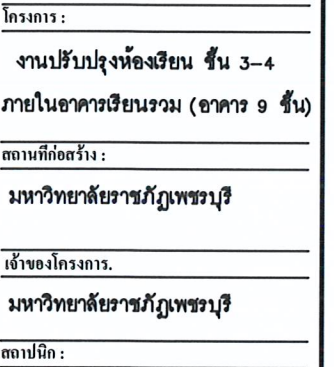 โครงการ :
งานปรับปรุงห้องเรียน ชั้น 3-4
ภายในอาคารเรียนรวม (อาคาร 9 ชั้น)
สถานที่ก่อสร้าง :
มหาวิทยาลัยราชภัฏเพชรบุรี
เจ้าของโครงการ.
มหาวิทยาลัยราชภัฏเพชรบุรี
สถาปนิก :